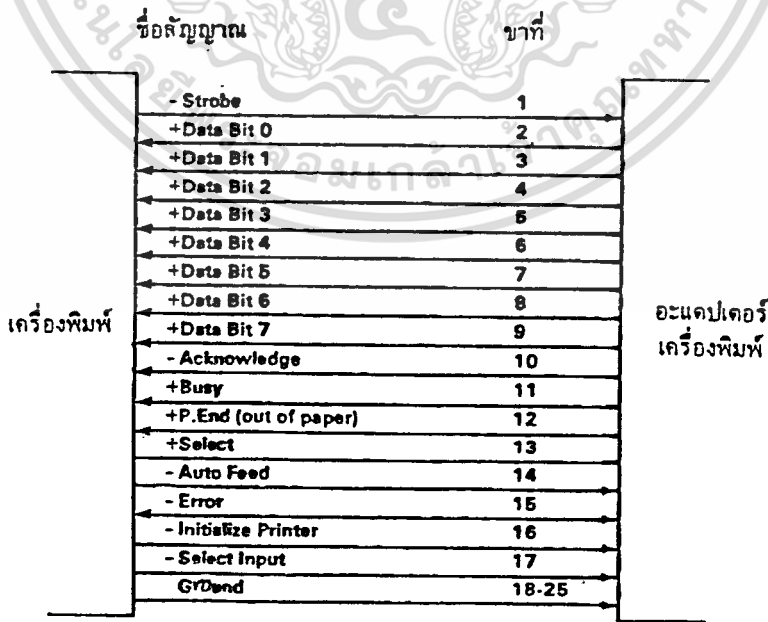 ชื่อสัญญาณ ขาที่
- Strobe 1
+Data Bit 0 2
+Data Bit 1 3
+Data Bit 2 4
+Data Bit 3 5
+Data Bit 4 6
+Data Bit 5 7
+Data Bit 6 8
+Data Bit 7 9
- Acknowledge 10
+Busy 11
+P.End (out of paper) 12
+Select 13
- Auto Feed 14
- Error 15
- Initialize Printer 16
- Select Input 17
Ground 18-25
เครื่องพิมพ์
อะแดปเตอร์
เครื่องพิมพ์